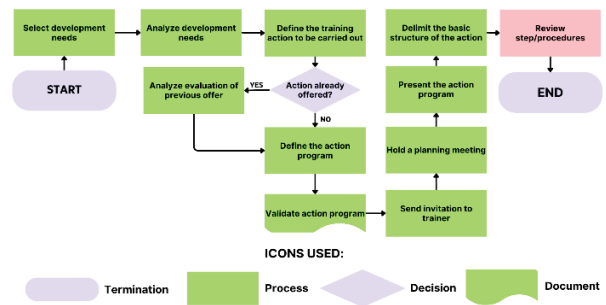 Select development
needs
Analyze development
needs
Define the training
action to be carried out
Delimit the basic
structure of the action
Review
step/procedures
START
Analyze evaluation of
previous offer
YES
Action already
offered?
NO
Present the action
program
END
Define the action
program
Hold a planning meeting
Validate action program
Send invitation to
trainer
ICONS USED:
Termination
Process
Decision
Document